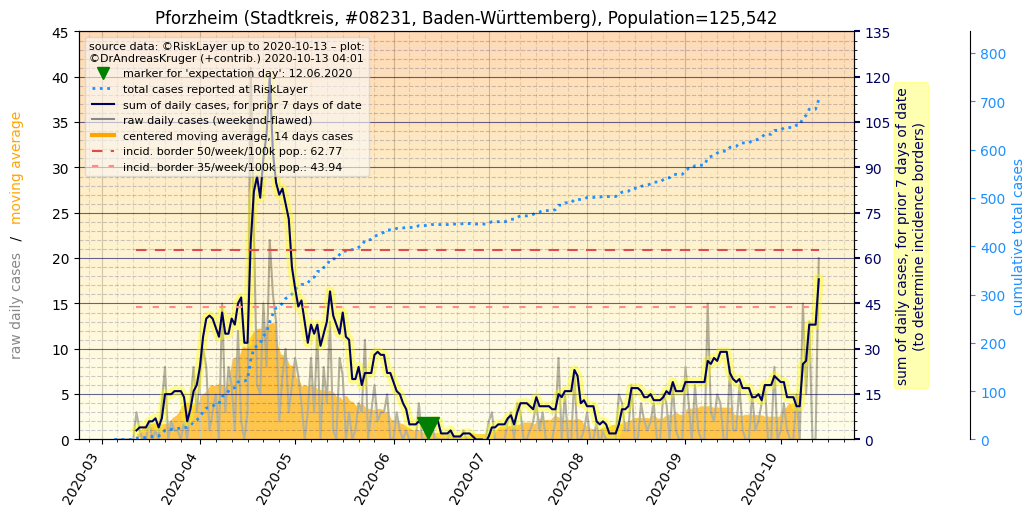 Pforzheim (Stadtkreis, #08231, Baden-Württemberg), Population=125,542
source data: ©RiskLayer up to 2020-10-13 – plot:
©DrAndreasKruger (+contrib.) 2020-10-13 04:01
marker for 'expectation day': 12.06.2020
total cases reported at RiskLayer
sum of daily cases, for prior 7 days of date
raw daily cases (weekend-flawed)
centered moving average, 14 days cases
incid. border 50/week/100k pop.: 62.77
incid. border 35/week/100k pop.: 43.94
raw daily cases / moving average
45
40
35
30
25
20
15
10
5
0
2020-03
2020-04
2020-05
2020-06
2020-07
2020-08
2020-09
2020-10
135
120
105
90
75
60
45
30
15
0
sum of daily cases, for prior 7 days of date
(to determine incidence borders)
800
700
600
500
400
300
200
100
0
cumulative total cases